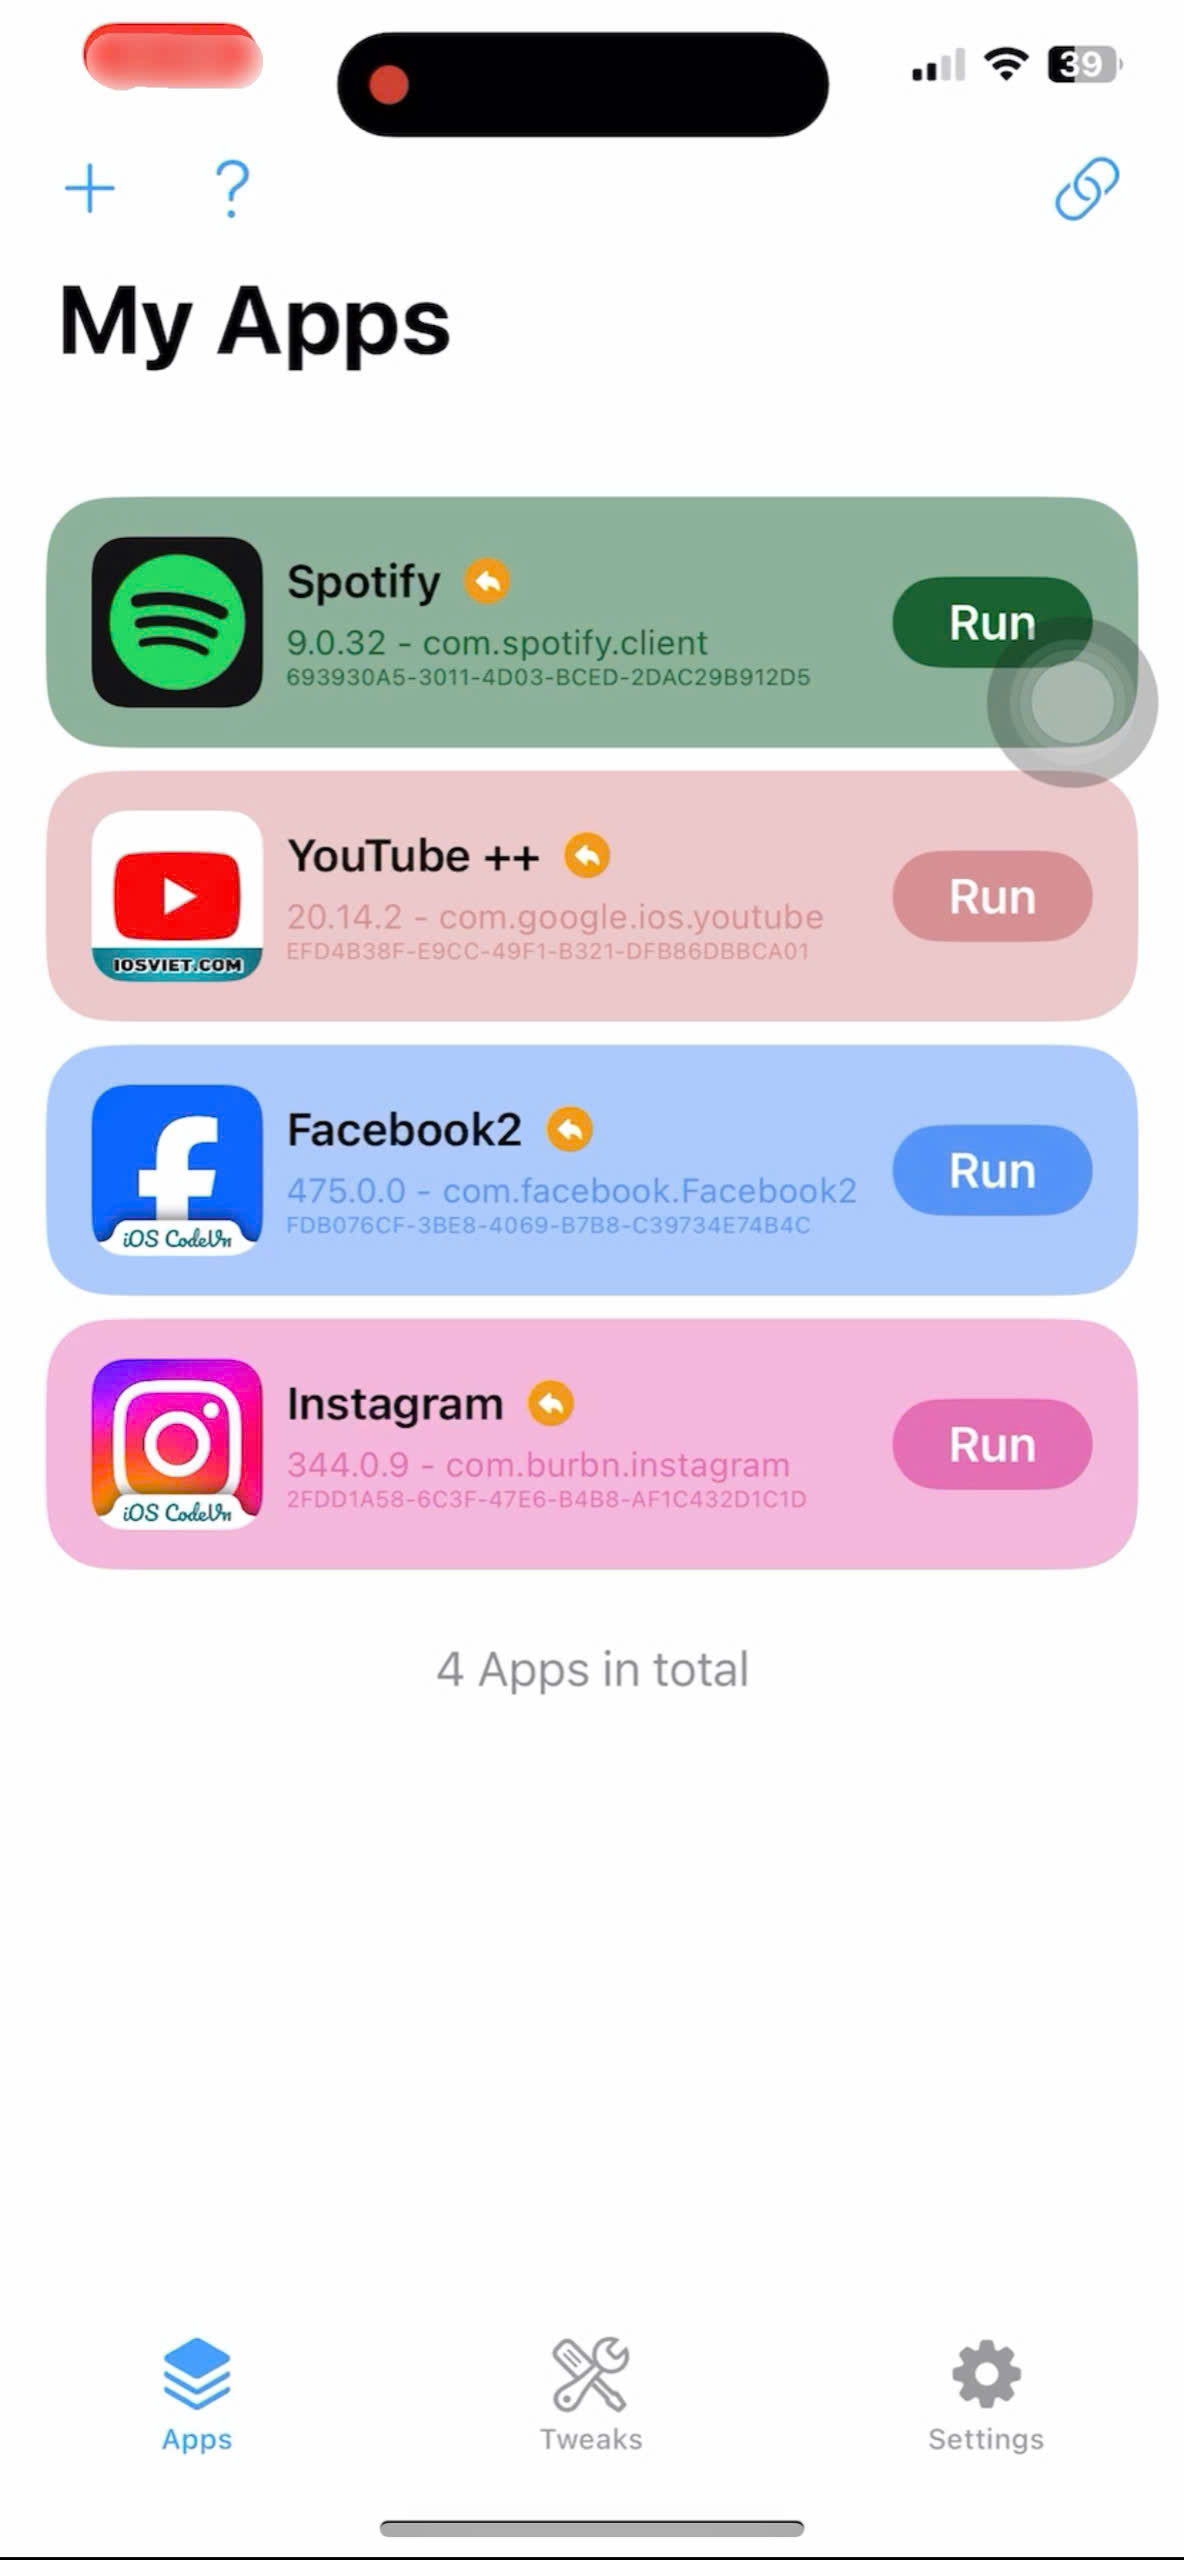 39
My Apps
Spotify
9.0.32 - com.spotify.client
693930A5-3011-4D03-BCED-2DAC29B912D5
Run
YouTube ++
20.14.2 - com.google.ios.youtube
EFD4B38F-E9CC-49F1-B321-DFB86DBBCA01
Run
IOSVIET.COM
Facebook2
475.0.0 - com.facebook.Facebook2
FDB076CF-3BE8-4069-B7B8-C39734E74B4C
Run
iOS CodeVn
Instagram
344.0.9 - com.burbn.instagram
2FDD1A58-6C3F-47E6-B4B8-AF1C432D1C1D
Run
iOS CodeVn
4 Apps in total
Apps
Tweaks
Settings